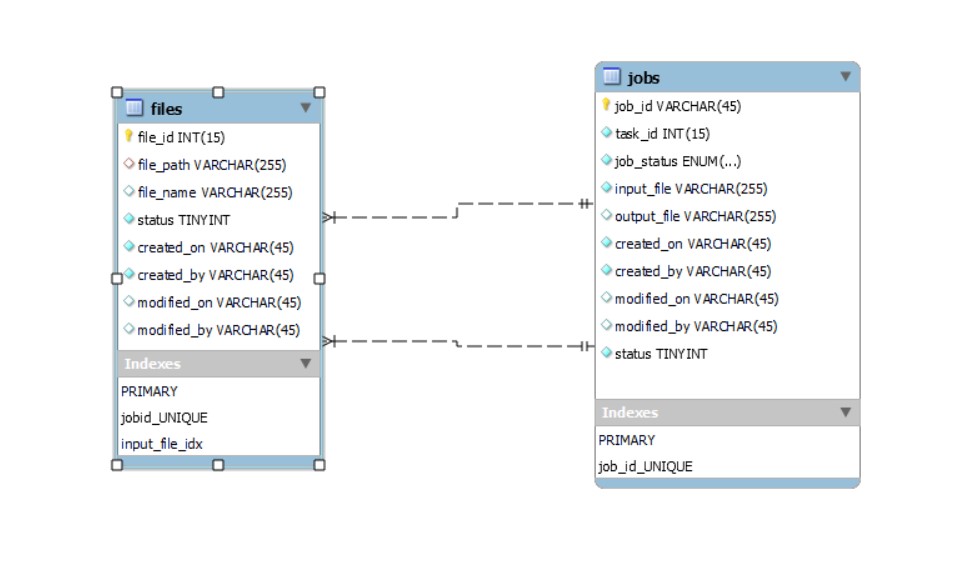 files
file_id INT(15)
file_path VARCHAR(255)
file_name VARCHAR(255)
status TINYINT
created_on VARCHAR(45)
created_by VARCHAR(45)
modified_on VARCHAR(45)
modified_by VARCHAR(45)
Indexes
PRIMARY
jobid_UNIQUE
input_file_idx
jobs
job_id VARCHAR(45)
task_id INT(15)
job_status ENUM(...)
input_file VARCHAR(255)
output_file VARCHAR(255)
created_on VARCHAR(45)
created_by VARCHAR(45)
modified_on VARCHAR(45)
modified_by VARCHAR(45)
status TINYINT
Indexes
PRIMARY
job_id_UNIQUE